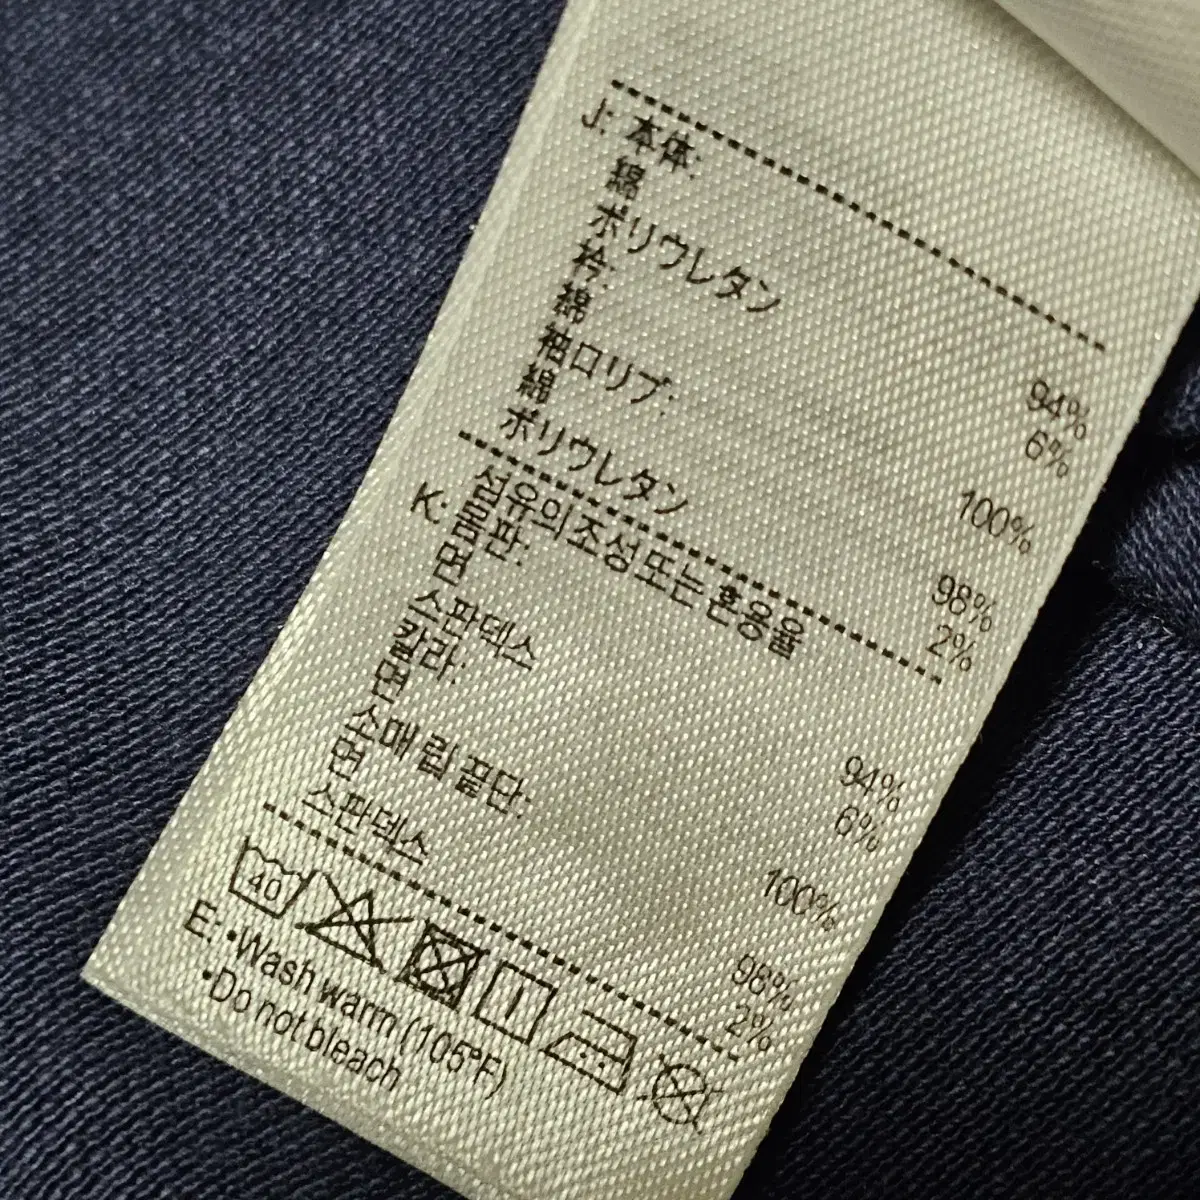 J: 本体:
綿 94%
ポリウレタン 6%
衿:
綿 100%
袖口リブ:
綿 98%
ポリウレタン 2%
K: 섬유의조성또는혼용율
몸판:
면 94%
스판덱스 6%
칼라:
면 100%
소매 립 끝단:
면 98%
스판덱스 2%
40
E: •Wash warm (105°F)
•Do not bleach